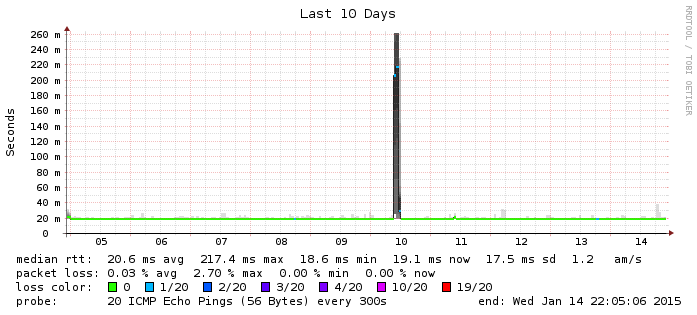 Last 10 Days
RRDTOOL / TOBI OETIKER
Seconds
260 m
240 m
220 m
200 m
180 m
160 m
140 m
120 m
100 m
80 m
60 m
40 m
20 m
0
05 06 07 08 09 10 11 12 13 14
median rtt: 20.6 ms avg 217.4 ms max 18.6 ms min 19.1 ms now 17.5 ms sd 1.2 am/s
packet loss: 0.03 % avg 2.70 % max 0.00 % min 0.00 % now
loss color: 0 1/20 2/20 3/20 4/20 10/20 19/20
probe: 20 ICMP Echo Pings (56 Bytes) every 300s end: Wed Jan 14 22:05:06 2015